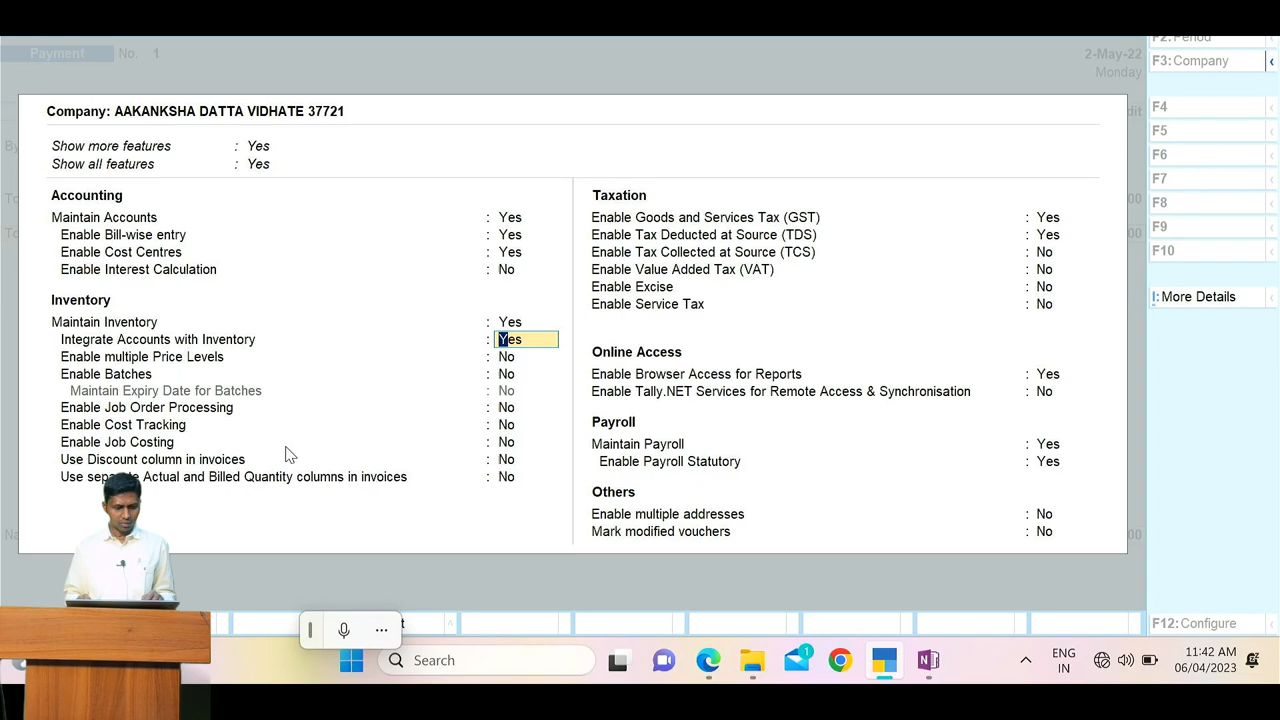 Payment No. 1
2-May-22
Monday
F2: Period
F3: Company
F4
F5
F6
F7
F8
F9
F10
I: More Details
F12: Configure
Company: AAKANKSHA DATTA VIDHATE 37721
Show more features : Yes
Show all features : Yes
Accounting
Maintain Accounts : Yes
Enable Bill-wise entry : Yes
Enable Cost Centres : Yes
Enable Interest Calculation : No
Inventory
Maintain Inventory : Yes
Integrate Accounts with Inventory : Yes
Enable multiple Price Levels : No
Enable Batches : No
Maintain Expiry Date for Batches : No
Enable Job Order Processing : No
Enable Cost Tracking : No
Enable Job Costing : No
Use Discount column in invoices : No
Use Actual and Billed Quantity columns in invoices : No
Taxation
Enable Goods and Services Tax (GST) : Yes
Enable Tax Deducted at Source (TDS) : Yes
Enable Tax Collected at Source (TCS) : No
Enable Value Added Tax (VAT) : No
Enable Excise : No
Enable Service Tax : No
Online Access
Enable Browser Access for Reports : Yes
Enable Tally.NET Services for Remote Access & Synchronisation : No
Payroll
Maintain Payroll : Yes
Enable Payroll Statutory : Yes
Others
Enable multiple addresses : No
Mark modified vouchers : No
Search
1
ENG
IN
11:42 AM
06/04/2023